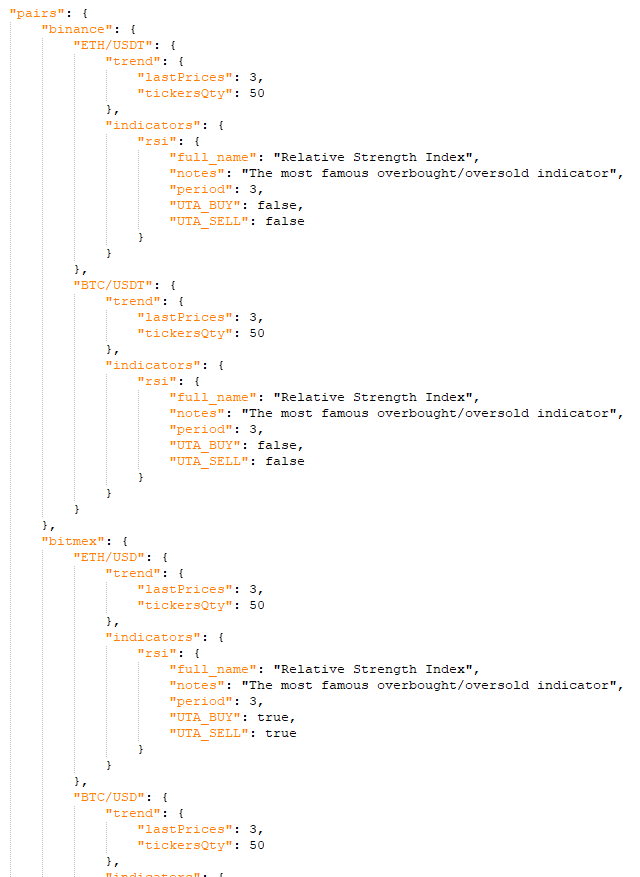 "pairs": {
"binance": {
"ETH/USDT": {
"trend": {
"lastPrices": 3,
"tickersQty": 50
},
"indicators": {
"rsi": {
"full_name": "Relative Strength Index",
"notes": "The most famous overbought/oversold indicator",
"period": 3,
"UTA_BUY": false,
"UTA_SELL": false
}
}
},
"BTC/USDT": {
"trend": {
"lastPrices": 3,
"tickersQty": 50
},
"indicators": {
"rsi": {
"full_name": "Relative Strength Index",
"notes": "The most famous overbought/oversold indicator",
"period": 3,
"UTA_BUY": false,
"UTA_SELL": false
}
}
}
},
"bitmex": {
"ETH/USD": {
"trend": {
"lastPrices": 3,
"tickersQty": 50
},
"indicators": {
"rsi": {
"full_name": "Relative Strength Index",
"notes": "The most famous overbought/oversold indicator",
"period": 3,
"UTA_BUY": true,
"UTA_SELL": true
}
}
},
"BTC/USD": {
"trend": {
"lastPrices": 3,
"tickersQty": 50
},
"indicators": {